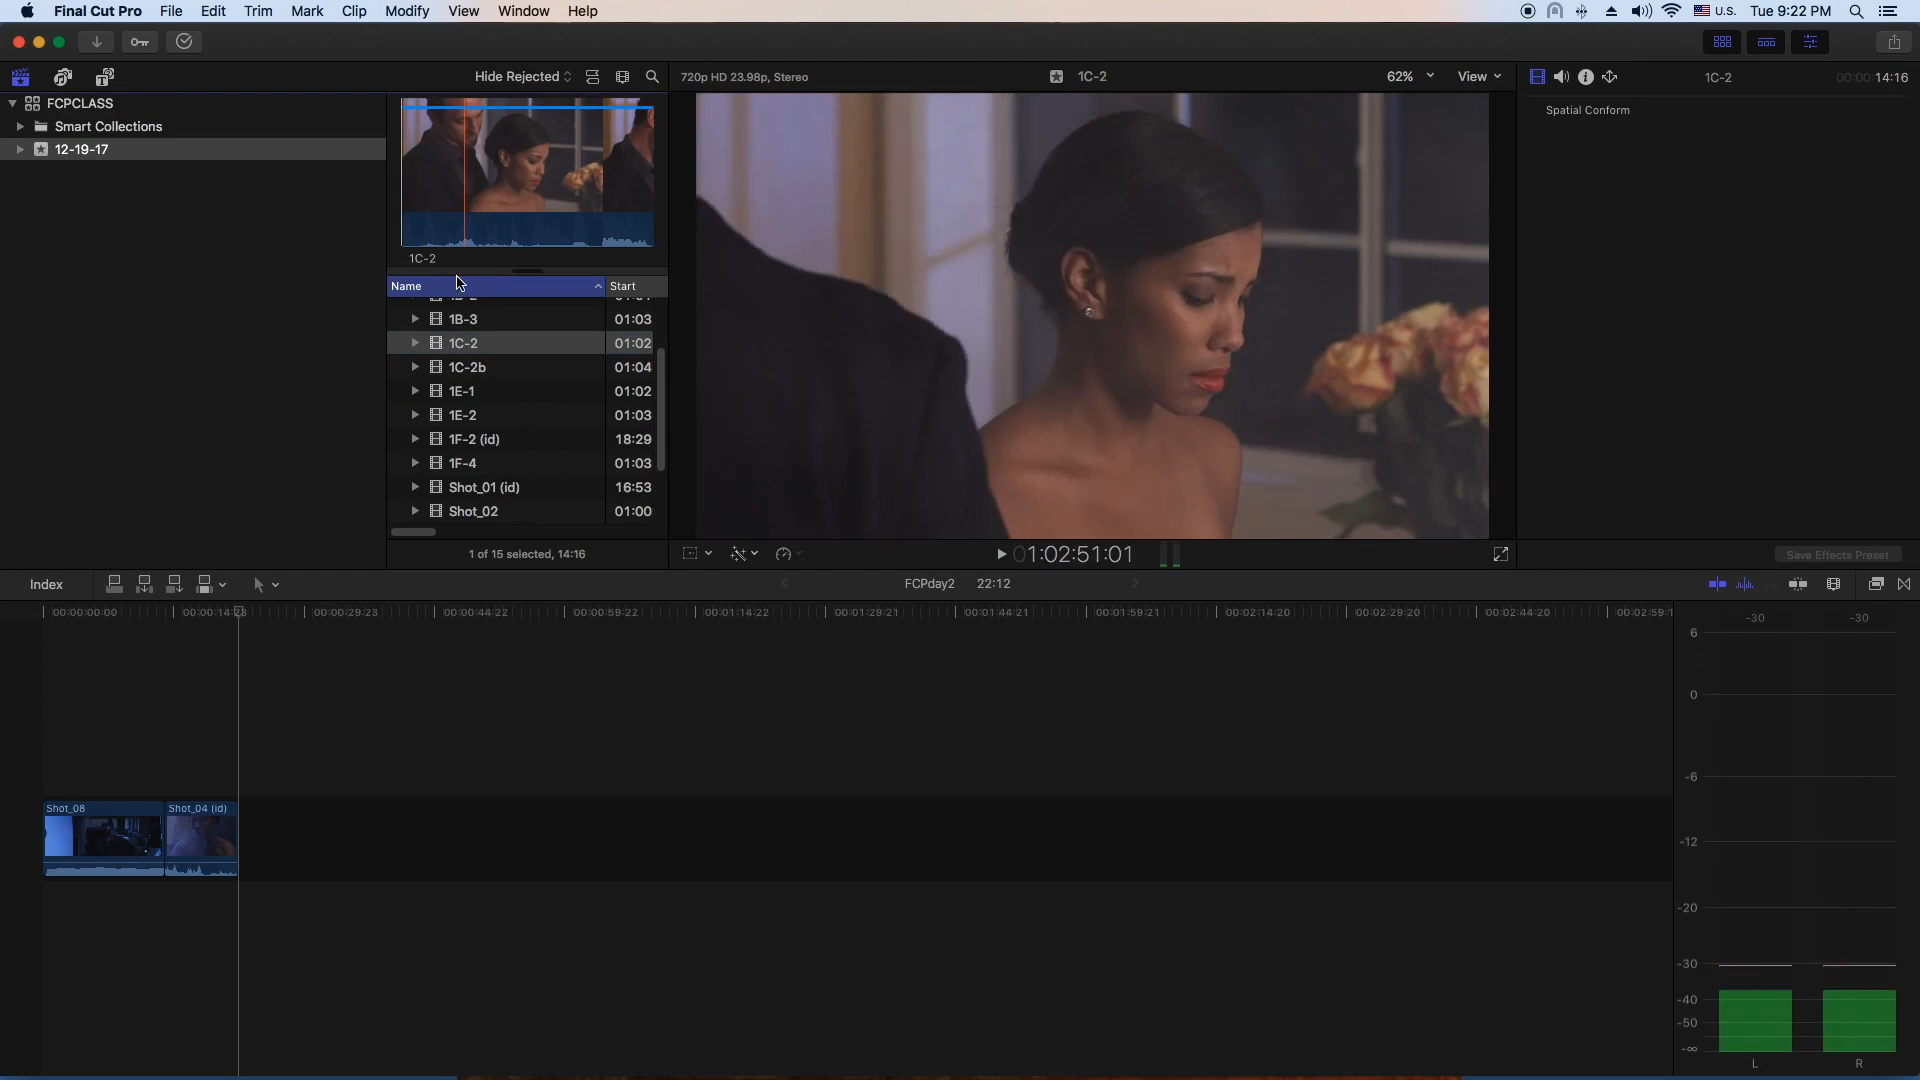 Final Cut Pro File Edit Trim Mark Clip Modify View Window Help U.S. Tue 9:22 PM
Hide Rejected 720p HD 23.98p, Stereo 1C-2 62% View 1C-2 00:00:14:16
FCPCLASS
Smart Collections
12-19-17
Spatial Conform
1C-2
Name Start
1B-3 01:03
1C-2 01:02
1C-2b 01:04
1E-1 01:02
1E-2 01:03
1F-2 (id) 18:29
1F-4 01:03
Shot_01 (id) 16:53
Shot_02 01:00
1 of 15 selected, 14:16
01:02:51:01
Save Effects Preset
Index FCPday2 22:12
00:00:00:00 00:00:14:23 00:00:29:23 00:00:44:22 00:00:59:22 00:01:14:22 00:01:29:21 00:01:44:21 00:01:59:21 00:02:14:20 00:02:29:20 00:02:44:20 00:02:59:1
-30 -30
6
0
-6
-12
-20
-30
-40
-50
-∞
L R
Shot_08 Shot_04 (id)